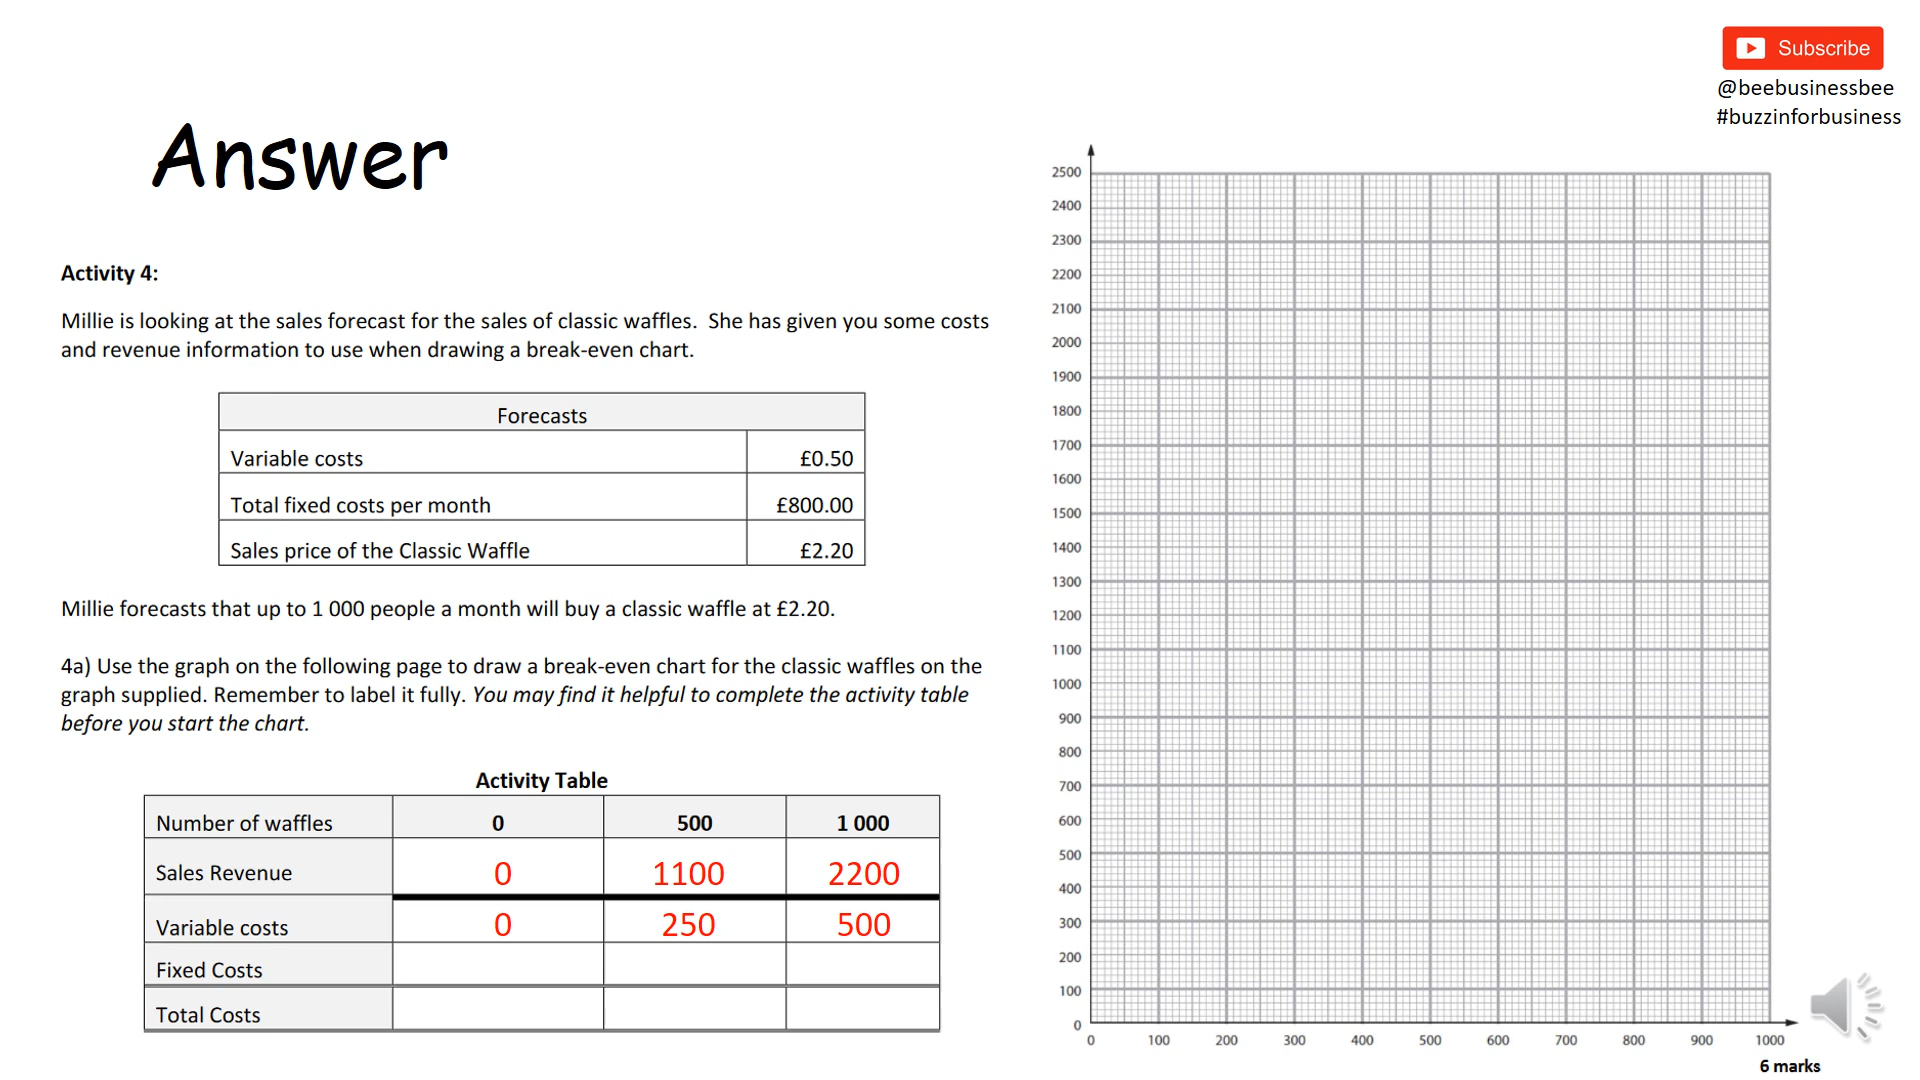 Subscribe
@beebusinessbee
#buzzinforbusiness
Answer
Activity 4:
Millie is looking at the sales forecast for the sales of classic waffles.  She has given you some costs
and revenue information to use when drawing a break-even chart.
Forecasts
Variable costs £0.50
Total fixed costs per month £800.00
Sales price of the Classic Waffle £2.20
Millie forecasts that up to 1 000 people a month will buy a classic waffle at £2.20.
4a) Use the graph on the following page to draw a break-even chart for the classic waffles on the
graph supplied. Remember to label it fully. You may find it helpful to complete the activity table
before you start the chart.
Activity Table
Number of waffles 0 500 1 000
Sales Revenue 0 1100 2200
Variable costs 0 250 500
Fixed Costs
Total Costs
2500
2400
2300
2200
2100
2000
1900
1800
1700
1600
1500
1400
1300
1200
1100
1000
900
800
700
600
500
400
300
200
100
0
0 100 200 300 400 500 600 700 800 900 1000
6 marks